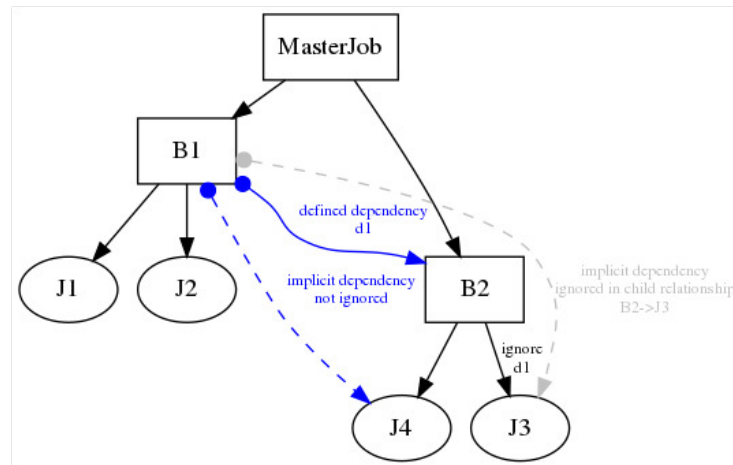 MasterJob
B1
defined dependency
d1
J1
J2
implicit dependency
not ignored
B2
implicit dependency
ignored in child relationship
B2->J3
ignore
d1
J4
J3